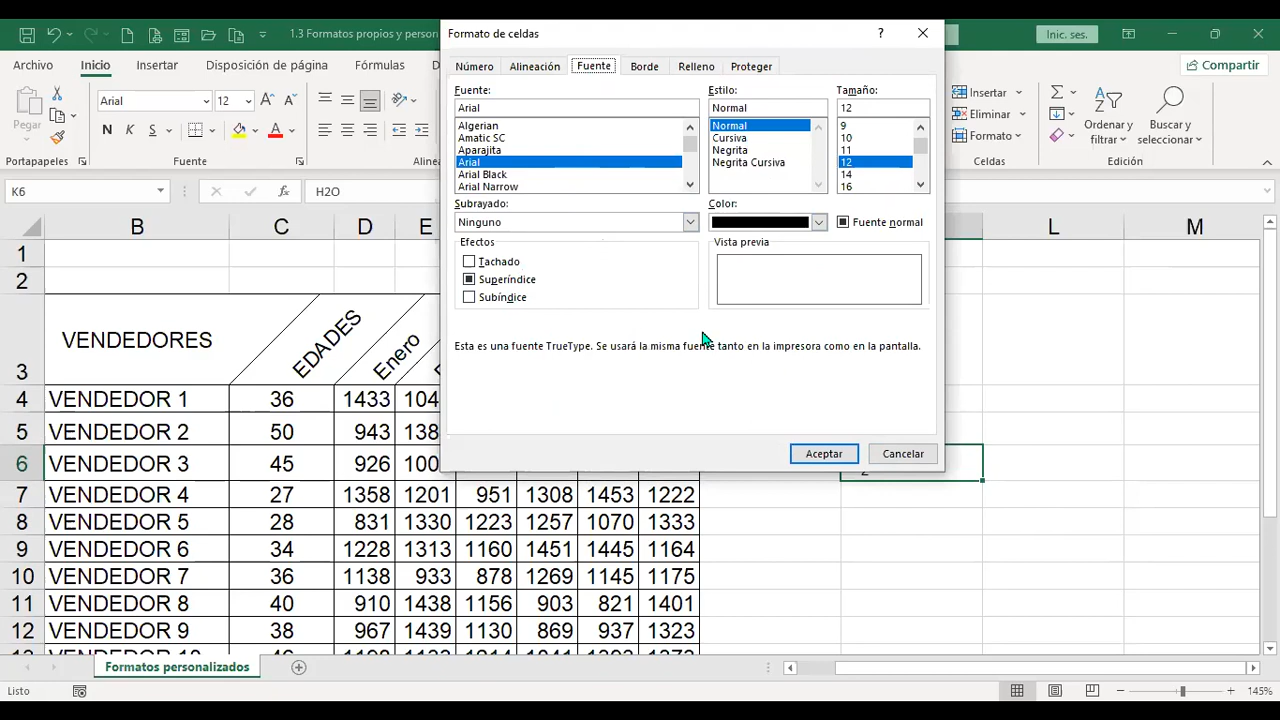 1.3 Formatos propios y person
Inic. ses.
Archivo Inicio Insertar Disposición de página Fórmulas
Compartir
Pegar
Portapapeles
Arial 12
N K S
Fuente
Aline
Insertar
Eliminar
Formato
Celdas
Ordenar y filtrar
Buscar y seleccionar
Edición
K6 fx H2O
Formato de celdas ?
Número Alineación Fuente Borde Relleno Proteger
Fuente: Estilo: Tamaño:
Arial Normal 12
Algerian
Amatic SC
Aparajita
Arial
Arial Black
Arial Narrow
Normal
Cursiva
Negrita
Negrita Cursiva
9
10
11
12
14
16
Subrayado: Color:
Ninguno Fuente normal
Efectos Vista previa
Tachado
Superíndice
Subíndice
Esta es una fuente TrueType. Se usará la misma fuente tanto en la impresora como en la pantalla.
Aceptar Cancelar
B C D E L M
1
2
3 VENDEDORES EDADES Enero
4 VENDEDOR 1 36 1433 104
5 VENDEDOR 2 50 943 138
6 VENDEDOR 3 45 926 100
7 VENDEDOR 4 27 1358 1201 951 1308 1453 1222
8 VENDEDOR 5 28 831 1330 1223 1257 1070 1333
9 VENDEDOR 6 34 1228 1313 1160 1451 1445 1164
10 VENDEDOR 7 36 1138 933 878 1269 1145 1175
11 VENDEDOR 8 40 910 1438 1156 903 821 1401
12 VENDEDOR 9 38 967 1439 1130 869 937 1323
Formatos personalizados
Listo 145%